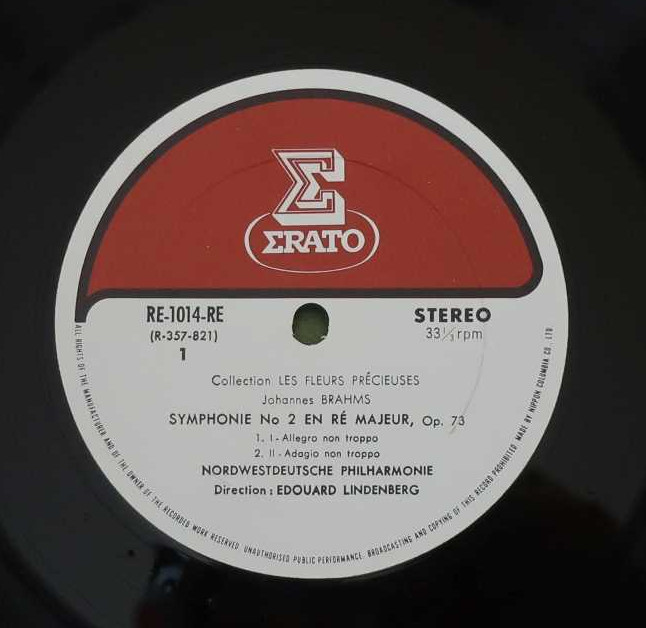 ΣRATO
RE-1014-RE
(R-357-821)
1
STEREO
33⅓ rpm
Collection LES FLEURS PRÉCIEUSES
Johannes BRAHMS
SYMPHONIE No 2 EN RÉ MAJEUR, Op. 73
1. I - Allegro non troppo
2. II - Adagio non troppo
NORDWESTDEUTSCHE PHILHARMONIE
Direction : EDOUARD LINDENBERG
ALL RIGHTS OF THE MANUFACTURER AND OF THE OWNER OF THE RECORDED WORK RESERVED. UNAUTHORISED PUBLIC PERFORMANCE. BROADCASTING AND COPYING OF THIS RECORD PROHIBITED. MADE BY NIPPON COLUMBIA CO., LTD.